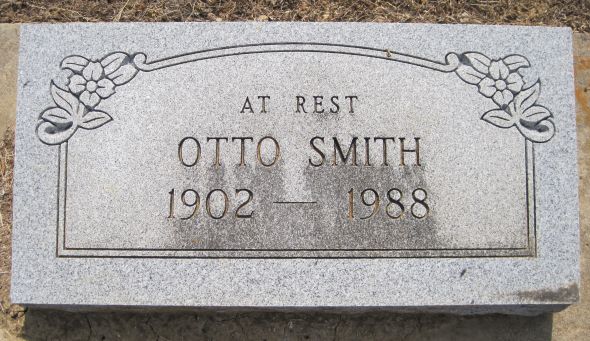 AT REST
OTTO SMITH
1902 — 1988